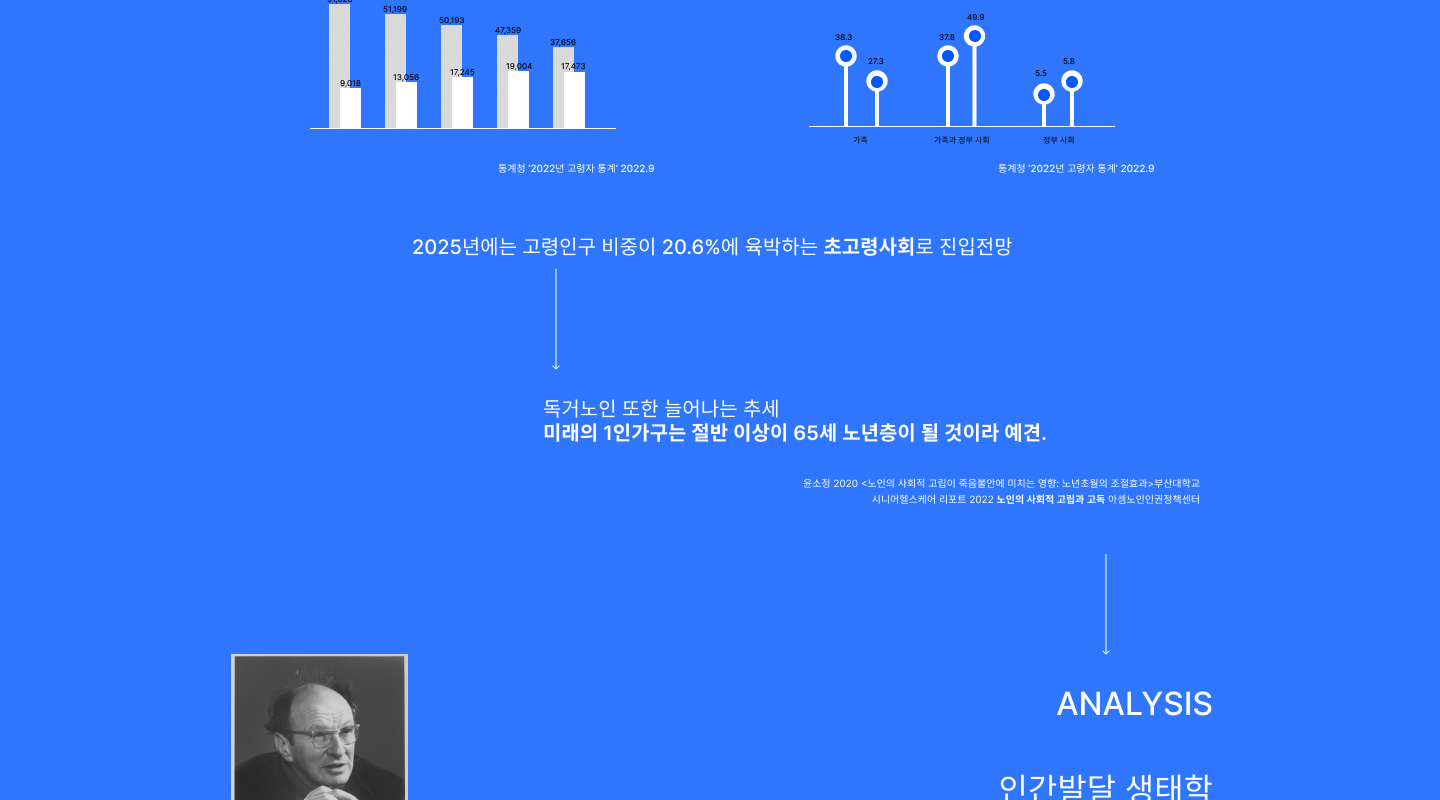 51,199
50,193
47,359
37,656
9,018
13,056
17,245
19,004
17,473
38.3
27.3
37.8
49.9
5.5
5.8
가족
가족과 정부 사회
정부 사회
통계청 ‘2022년 고령자 통계’ 2022.9
통계청 ‘2022년 고령자 통계’ 2022.9
2025년에는 고령인구 비중이 20.6%에 육박하는 초고령사회로 진입전망
독거노인 또한 늘어나는 추세
미래의 1인가구는 절반 이상이 65세 노년층이 될 것이라 예견.
윤소정 2020 <노인의 사회적 고립이 죽음불안에 미치는 영향: 노년초월의 조절효과>부산대학교
시니어헬스케어 리포트 2022 노인의 사회적 고립과 고독 아셈노인인권정책센터
ANALYSIS
인간발달 생태학